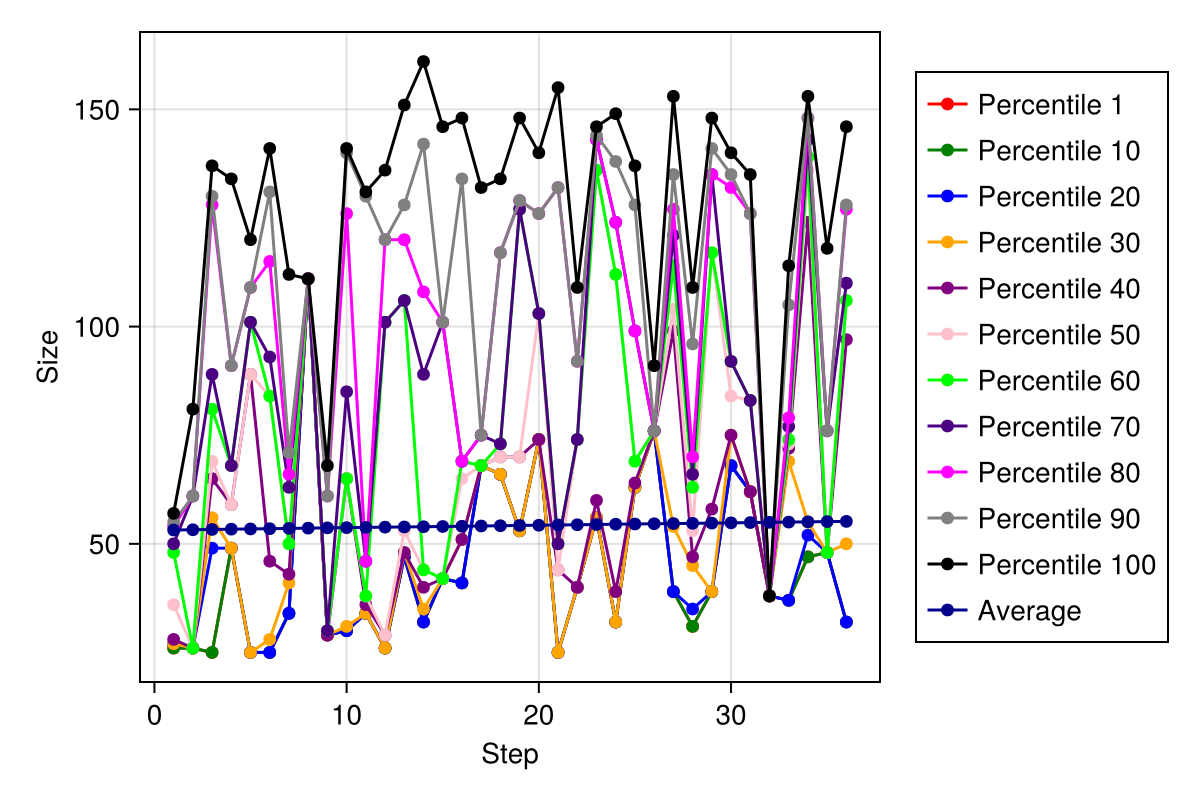 150
100
50
0
10
20
30
Size
Step
Percentile 1
Percentile 10
Percentile 20
Percentile 30
Percentile 40
Percentile 50
Percentile 60
Percentile 70
Percentile 80
Percentile 90
Percentile 100
Average